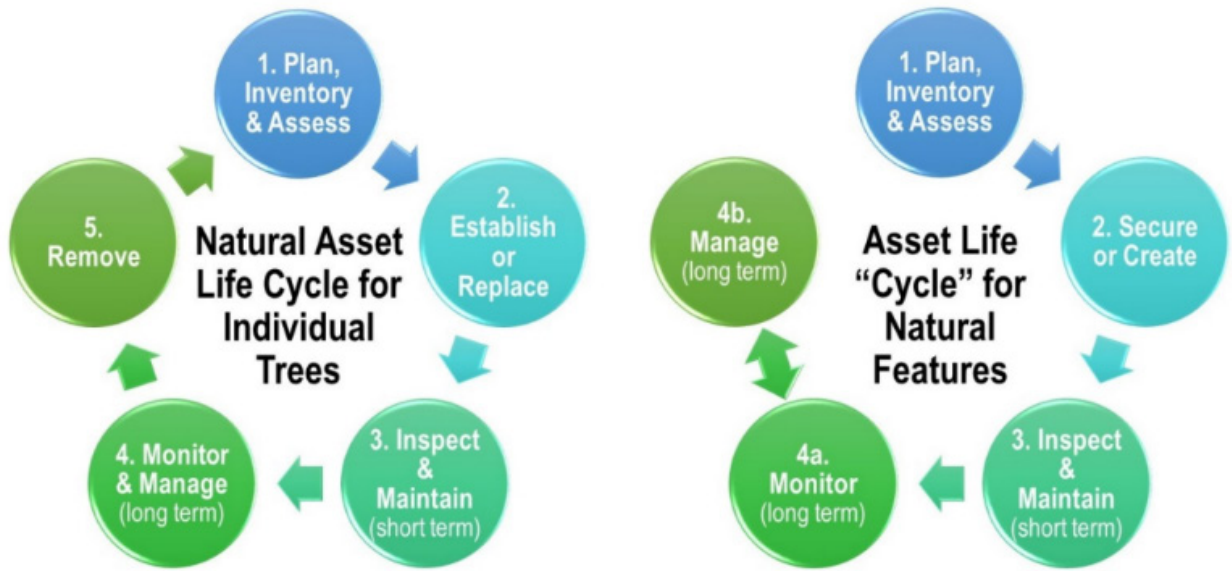 1. Plan,
Inventory
& Assess
2.
Establish
or
Replace
3. Inspect
&
Maintain
(short term)
4. Monitor
& Manage
(long term)
5.
Remove
Natural Asset
Life Cycle for
Individual
Trees
1. Plan,
Inventory
& Assess
2. Secure
or Create
3. Inspect
&
Maintain
(short term)
4a.
Monitor
(long term)
4b.
Manage
(long term)
Asset Life
“Cycle” for
Natural
Features